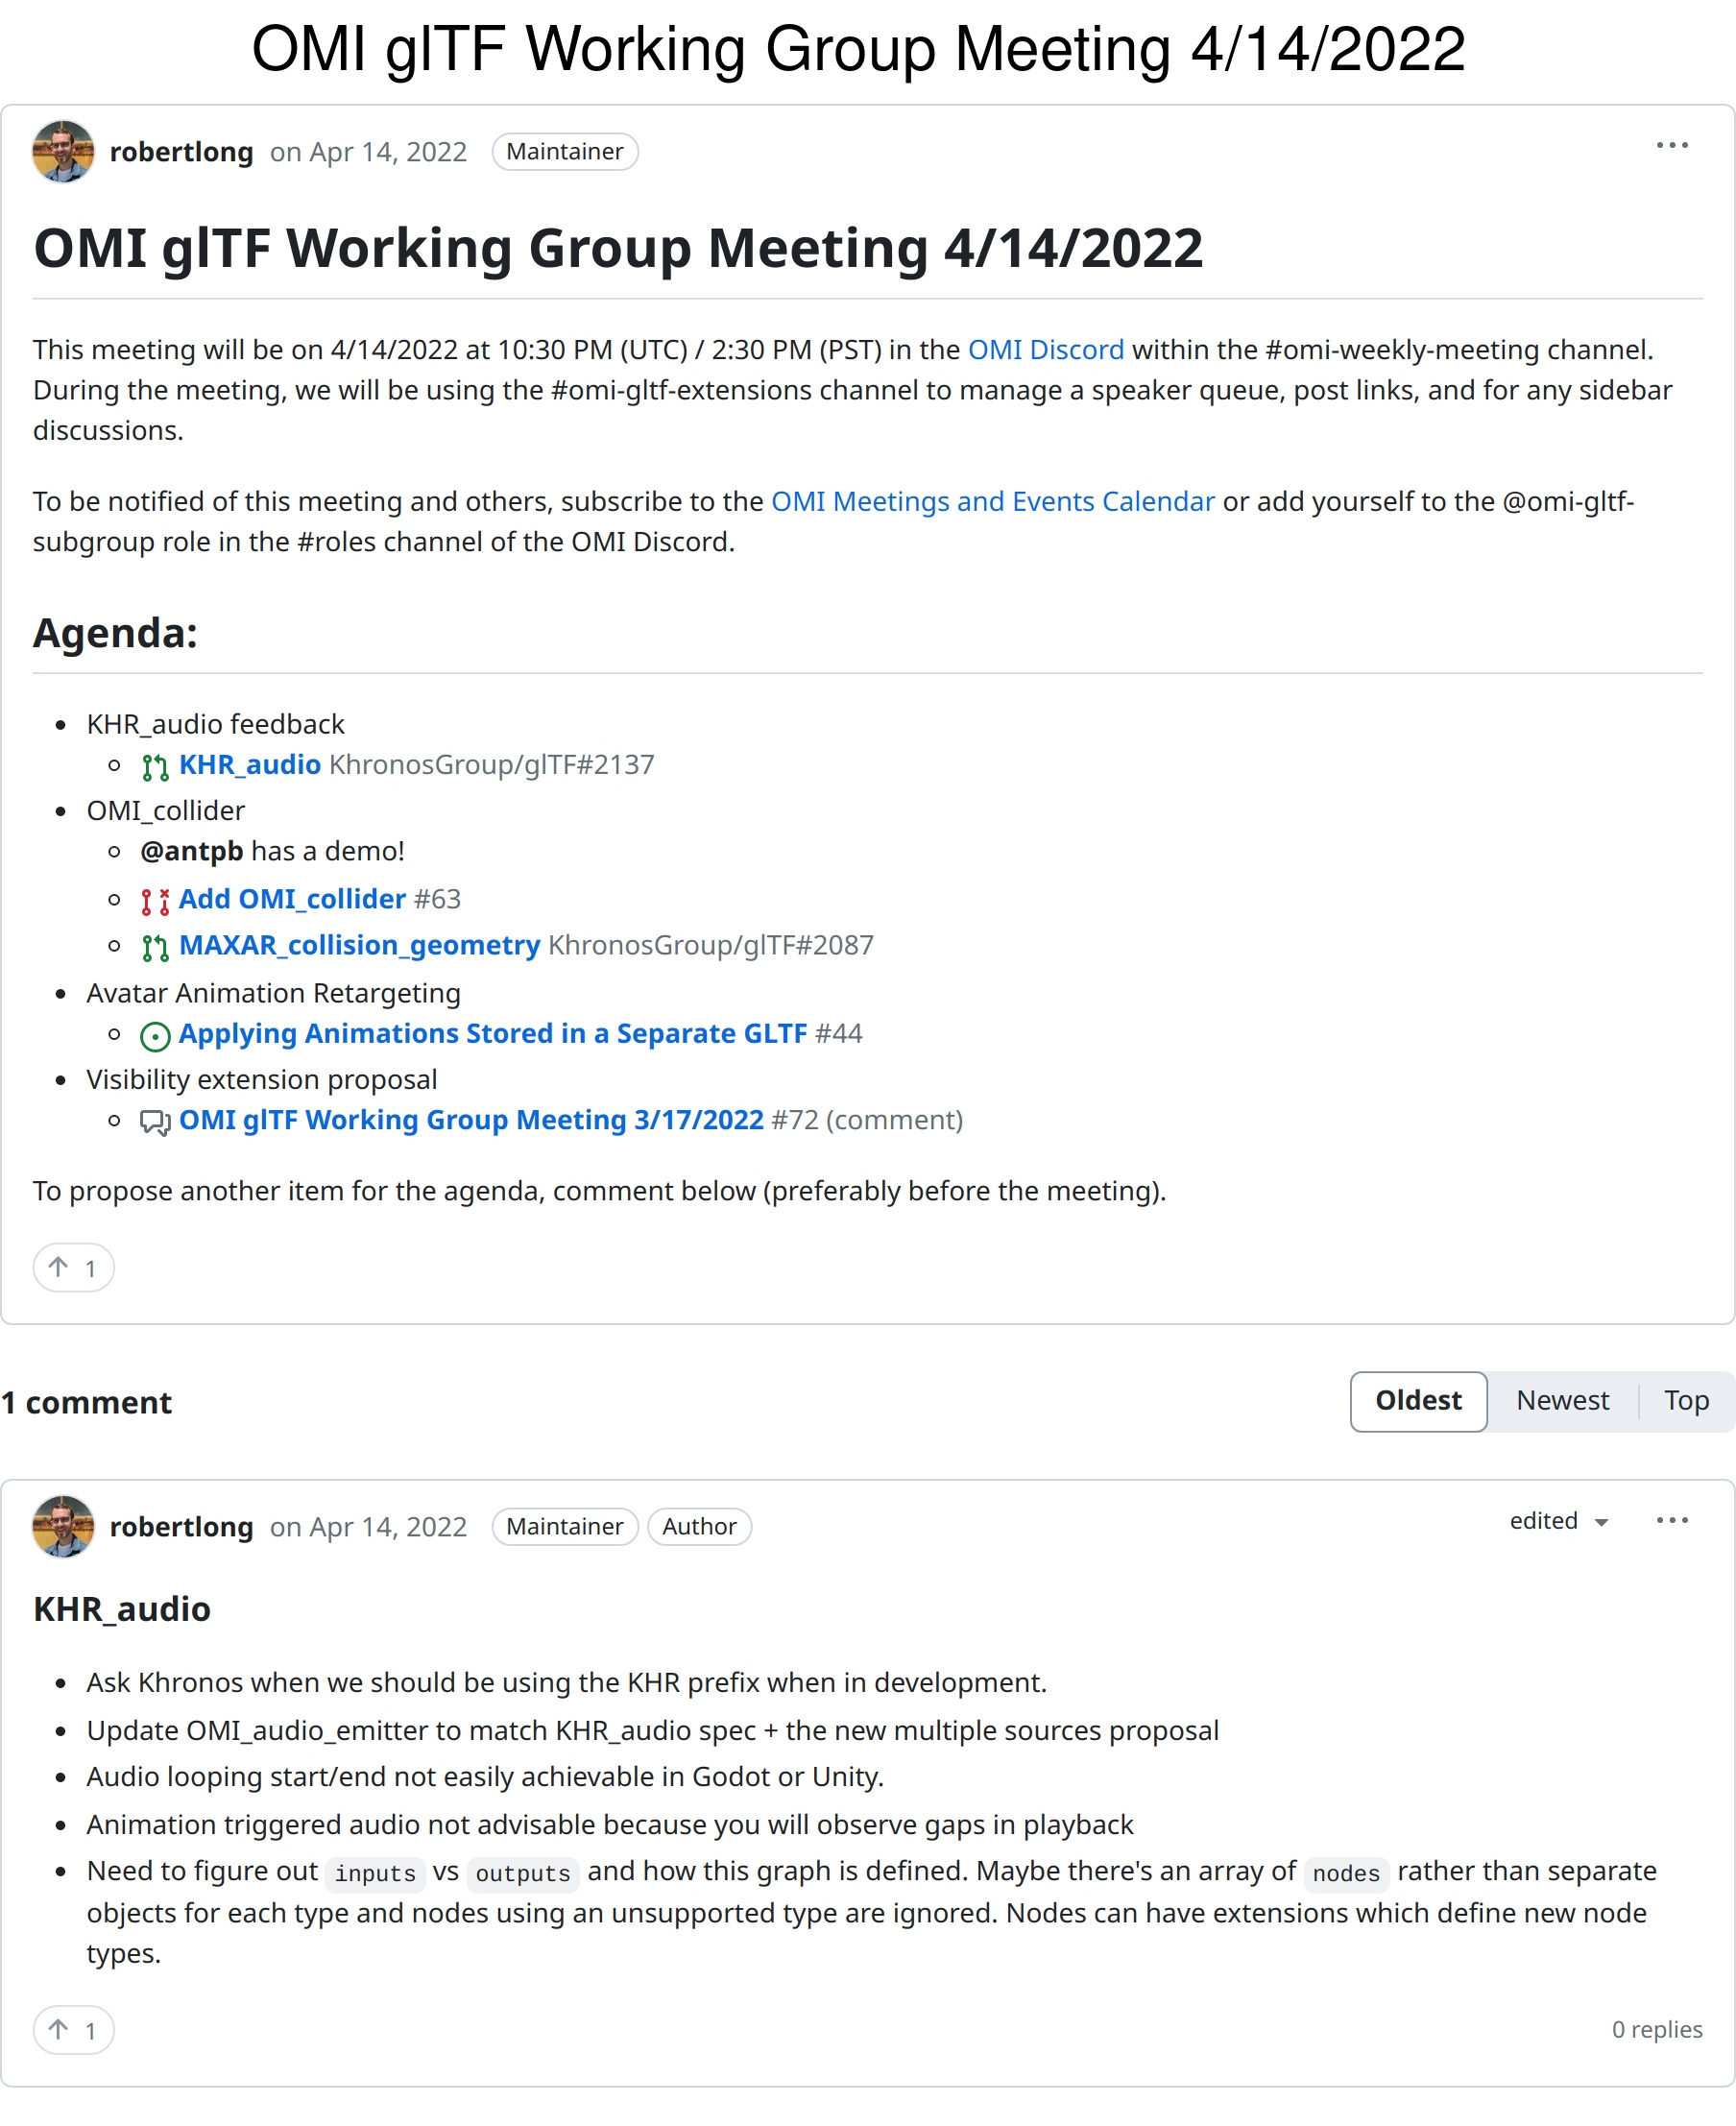 OMI glTF Working Group Meeting 4/14/2022
robertlong on Apr 14, 2022 Maintainer
OMI glTF Working Group Meeting 4/14/2022
This meeting will be on 4/14/2022 at 10:30 PM (UTC) / 2:30 PM (PST) in the OMI Discord within the #omi-weekly-meeting channel.
During the meeting, we will be using the #omi-gltf-extensions channel to manage a speaker queue, post links, and for any sidebar
discussions.
To be notified of this meeting and others, subscribe to the OMI Meetings and Events Calendar or add yourself to the @omi-gltf-
subgroup role in the #roles channel of the OMI Discord.
Agenda:
KHR_audio feedback
KHR_audio KhronosGroup/glTF#2137
OMI_collider
@antpb has a demo!
Add OMI_collider #63
MAXAR_collision_geometry KhronosGroup/glTF#2087
Avatar Animation Retargeting
Applying Animations Stored in a Separate GLTF #44
Visibility extension proposal
OMI glTF Working Group Meeting 3/17/2022 #72 (comment)
To propose another item for the agenda, comment below (preferably before the meeting).
1
1 comment
Oldest Newest Top
robertlong on Apr 14, 2022 Maintainer Author edited
KHR_audio
Ask Khronos when we should be using the KHR prefix when in development.
Update OMI_audio_emitter to match KHR_audio spec + the new multiple sources proposal
Audio looping start/end not easily achievable in Godot or Unity.
Animation triggered audio not advisable because you will observe gaps in playback
Need to figure out inputs vs outputs and how this graph is defined. Maybe there's an array of nodes rather than separate
objects for each type and nodes using an unsupported type are ignored. Nodes can have extensions which define new node
types.
1
0 replies